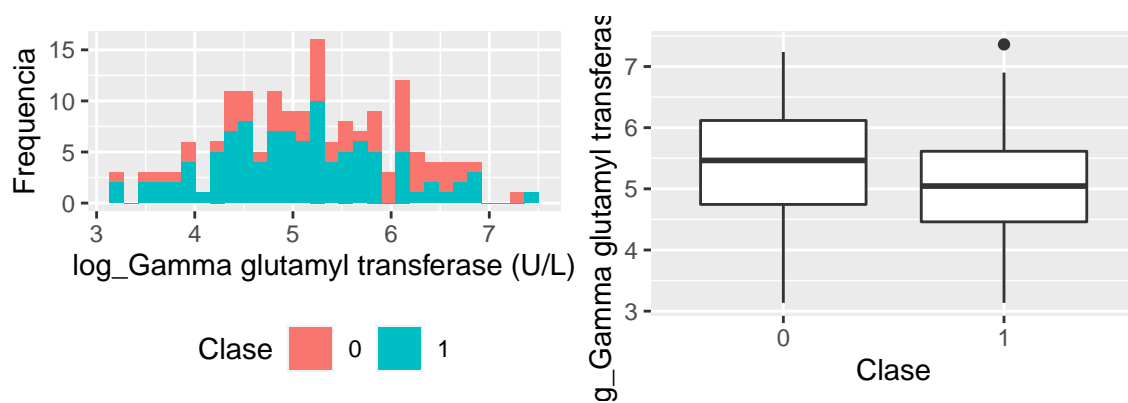 Frequencia
15
10
5
0
3 4 5 6 7
log_Gamma glutamyl transferase (U/L)
Clase 0 1
g_Gamma glutamyl transferas
7
6
5
4
3
0 1
Clase